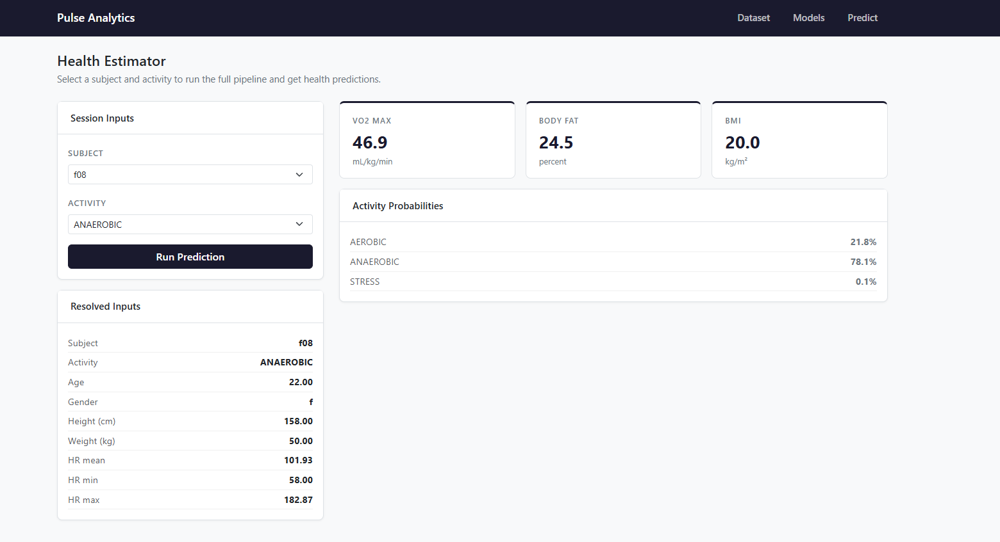 Pulse Analytics
Dataset Models Predict
Health Estimator
Select a subject and activity to run the full pipeline and get health predictions.
Session Inputs
SUBJECT
f08
ACTIVITY
ANAEROBIC
Run Prediction
Resolved Inputs
Subject f08
Activity ANAEROBIC
Age 22.00
Gender f
Height (cm) 158.00
Weight (kg) 50.00
HR mean 101.93
HR min 58.00
HR max 182.87
VO2 MAX
46.9
mL/kg/min
BODY FAT
24.5
percent
BMI
20.0
kg/m²
Activity Probabilities
AEROBIC 21.8%
ANAEROBIC 78.1%
STRESS 0.1%